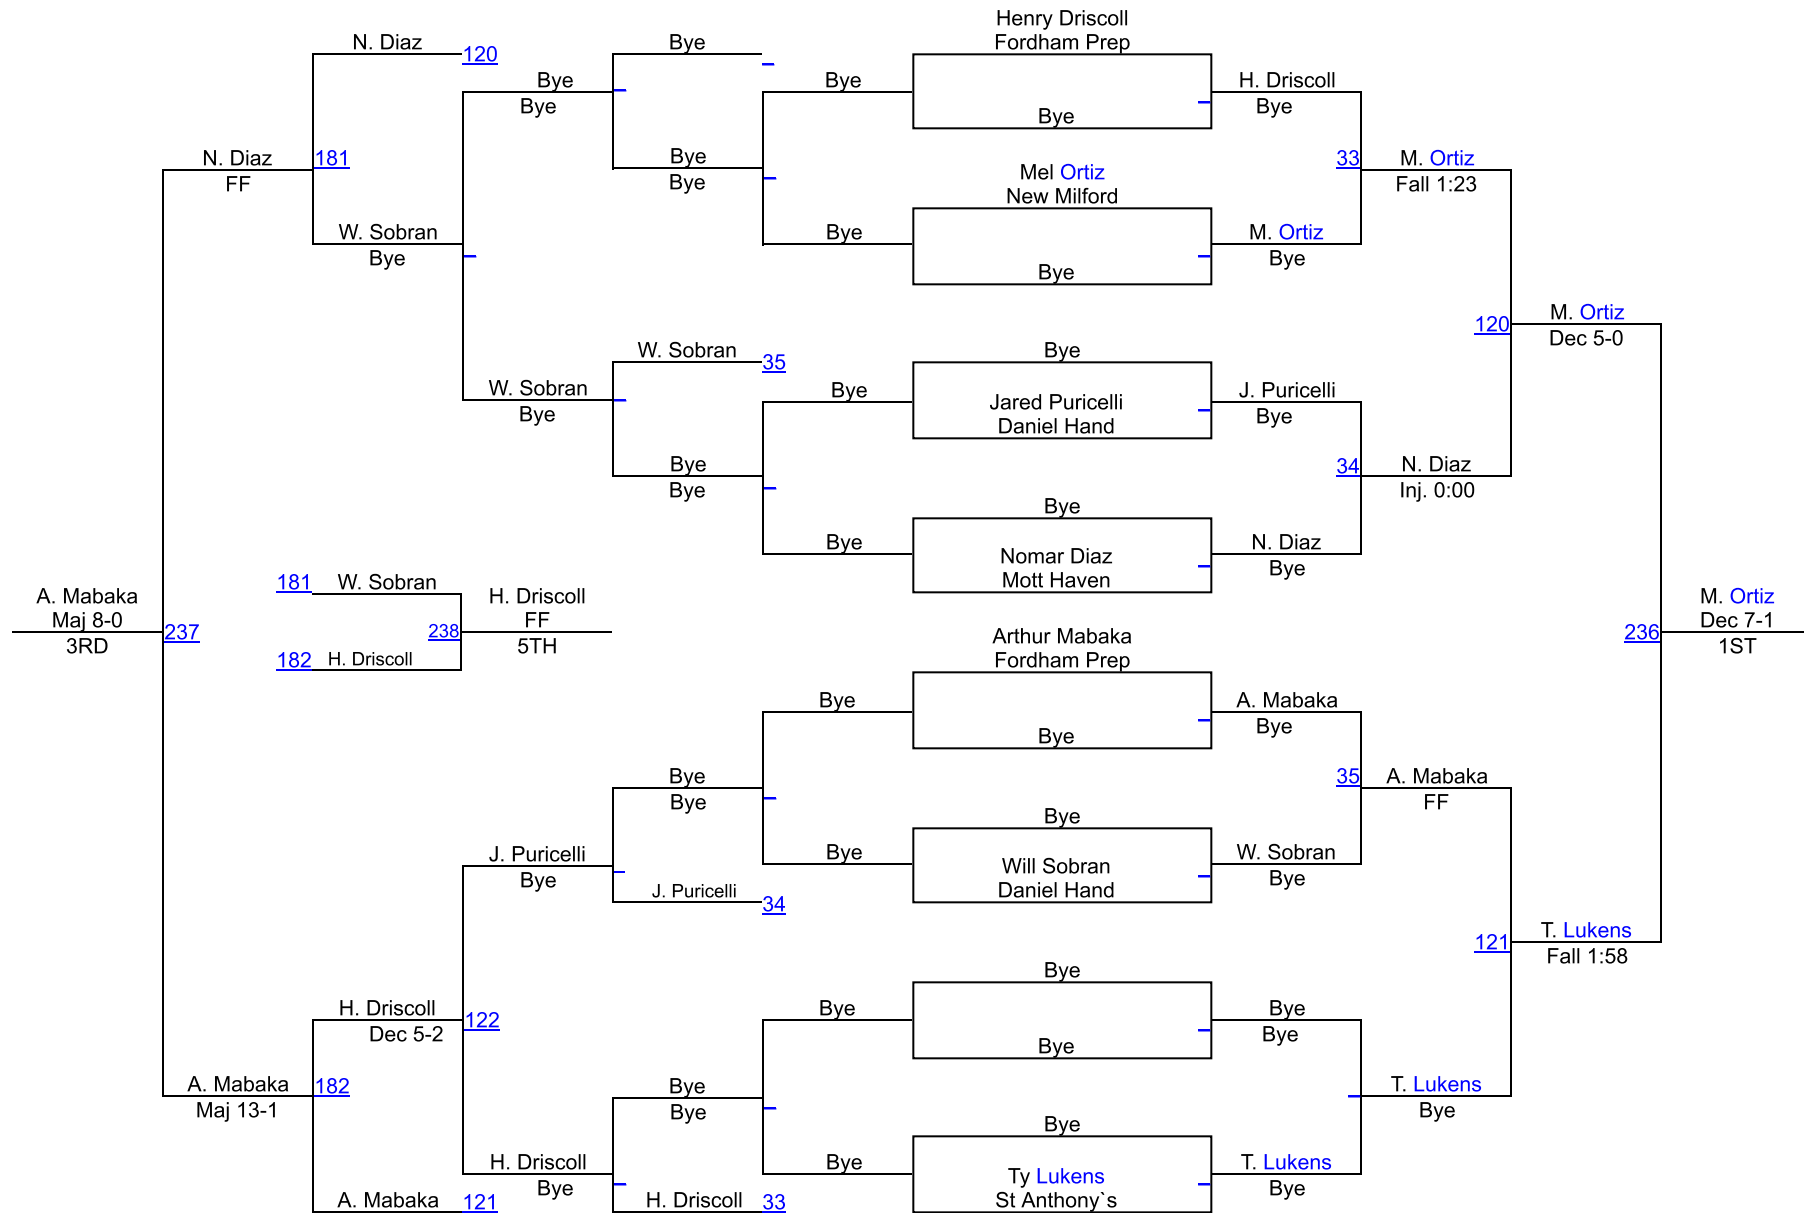 Henry Driscoll
N. Diaz
120
Bye
Fordham Prep
Bye
Bye
Bye
H. Driscoll
Bye
Bye
Bye
N. Diaz
181
FF
Bye
Bye
Mel Ortiz
New Milford
33
M. Ortiz
Fall 1:23
W. Sobran
Bye
Bye
M. Ortiz
Bye
Bye
120
M. Ortiz
Dec 5-0
W. Sobran
35
Bye
W. Sobran
Bye
Bye
Jared Puricelli
Daniel Hand
J. Puricelli
Bye
Bye
Bye
34
N. Diaz
Inj. 0:00
Bye
Bye
Nomar Diaz
Mott Haven
N. Diaz
Bye
181
W. Sobran
A. Mabaka
Maj 8-0
3RD
237
238
H. Driscoll
FF
5TH
182
H. Driscoll
236
M. Ortiz
Dec 7-1
1ST
Arthur Mabaka
Fordham Prep
Bye
Bye
A. Mabaka
Bye
Bye
Bye
35
A. Mabaka
FF
Bye
J. Puricelli
Bye
Bye
Will Sobran
Daniel Hand
W. Sobran
Bye
J. Puricelli
34
121
T. Lukens
Fall 1:58
Bye
H. Driscoll
Dec 5-2
122
Bye
Bye
Bye
Bye
A. Mabaka
Maj 13-1
182
Bye
Bye
T. Lukens
Bye
Bye
H. Driscoll
Bye
Bye
Ty Lukens
St Anthony`s
T. Lukens
Bye
A. Mabaka
121
H. Driscoll
33